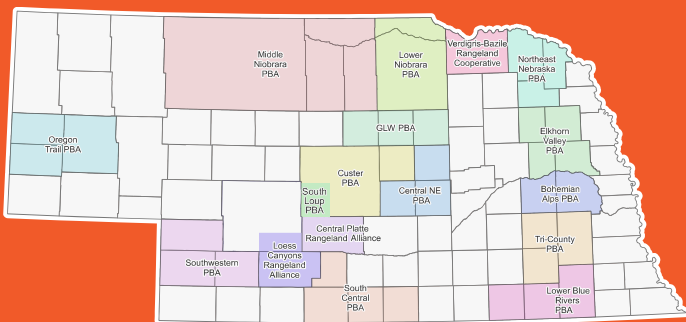 Middle
Niobrara
PBA
Lower
Niobrara
PBA
Verdigris-Bazile
Rangeland
Cooperative
Northeast
Nebraska
PBA
GLW PBA
Elkhorn
Valley
PBA
Oregon
Trail PBA
Custer
PBA
South
Loup
PBA
Central NE
PBA
Bohemian
Alps PBA
Central Platte
Rangeland Alliance
Tri-County
PBA
Loess
Canyons
Rangeland
Alliance
Southwestern
PBA
South
Central
PBA
Lower Blue
Rivers
PBA